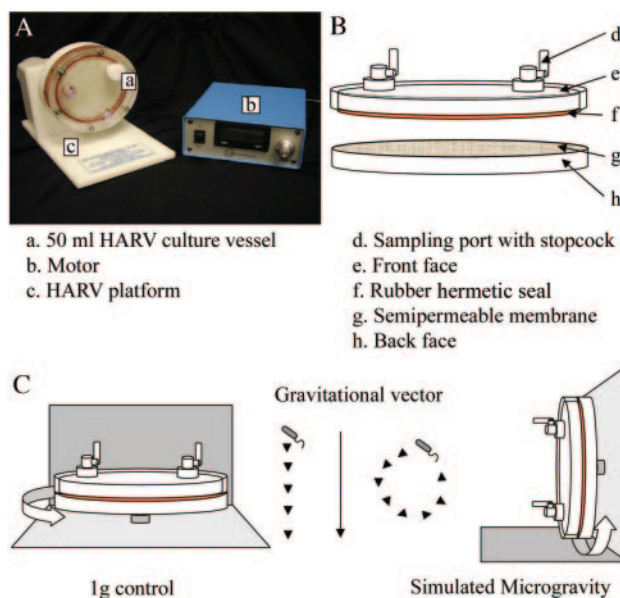 A
a
b
c
a. 50 ml HARV culture vessel
b. Motor
c. HARV platform
B
d
e
f
g
h
d. Sampling port with stopcock
e. Front face
f. Rubber hermetic seal
g. Semipermeable membrane
h. Back face
C
Gravitational vector
1g control
Simulated Microgravity